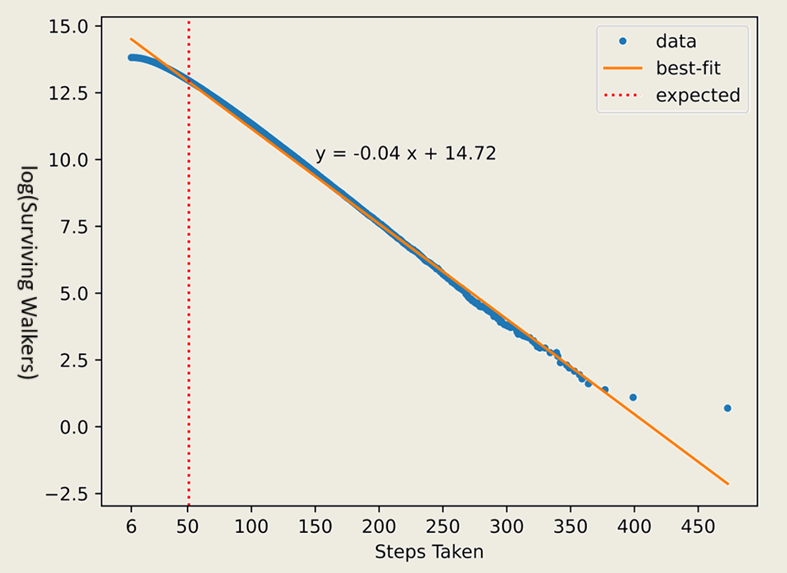 15.0
12.5
10.0
7.5
5.0
2.5
0.0
−2.5
log(Surviving Walkers)
data
best-fit
expected
y = -0.04 x + 14.72
6 50 100 150 200 250 300 350 400 450
Steps Taken